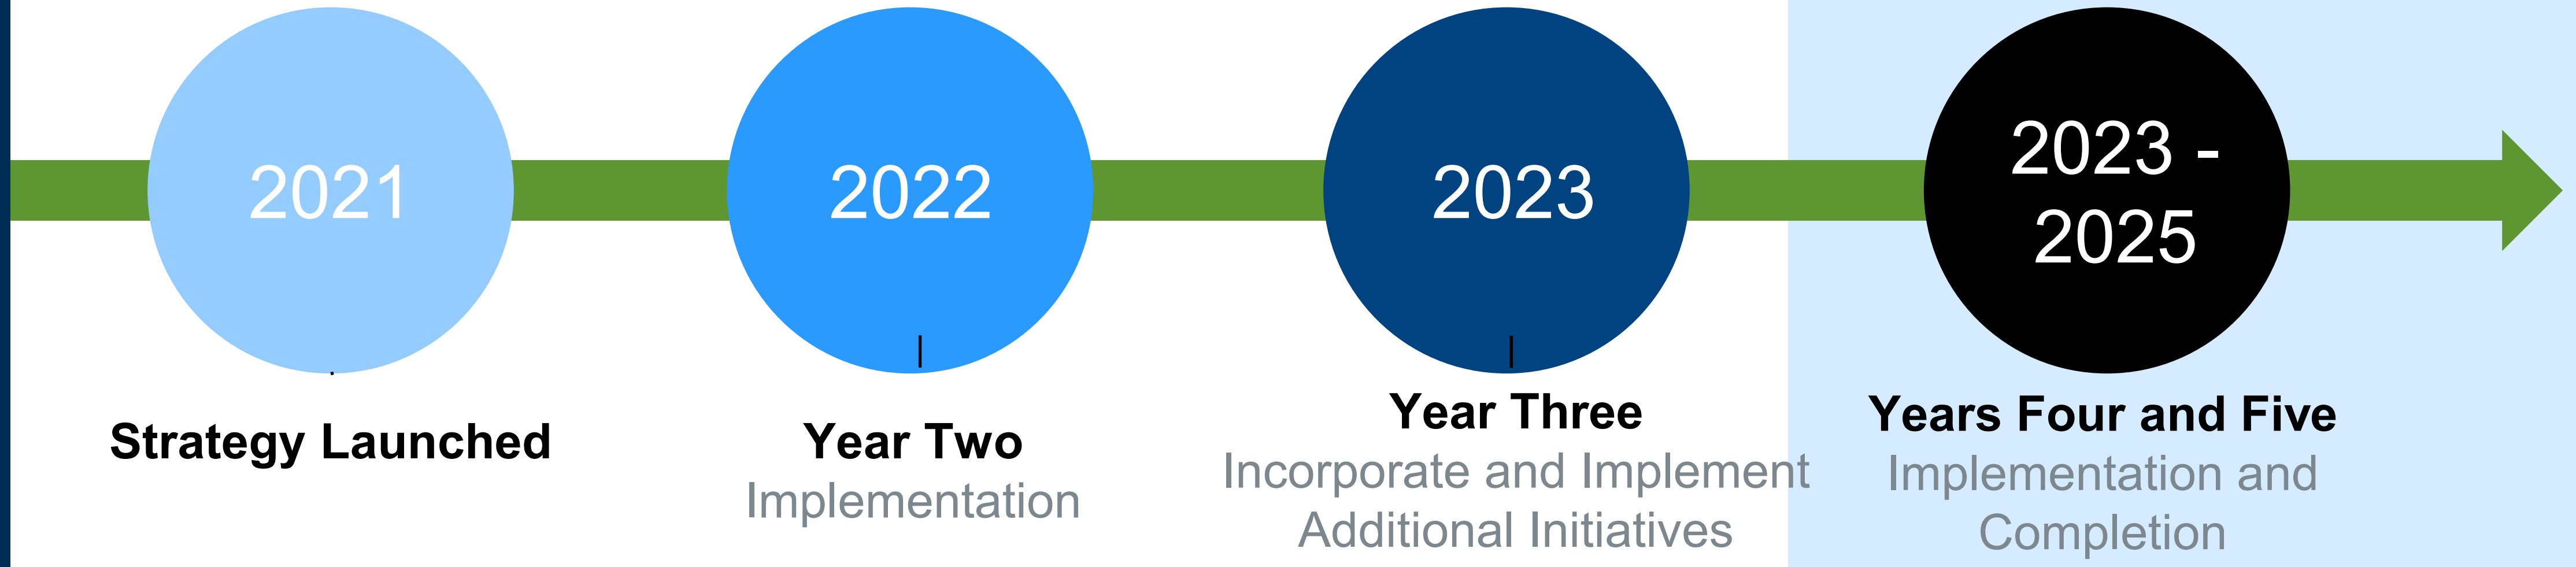 2021
Strategy Launched
2022
Year Two
Implementation
2023
Year Three
Incorporate and Implement
Additional Initiatives
2023 -
2025
Years Four and Five
Implementation and
Completion